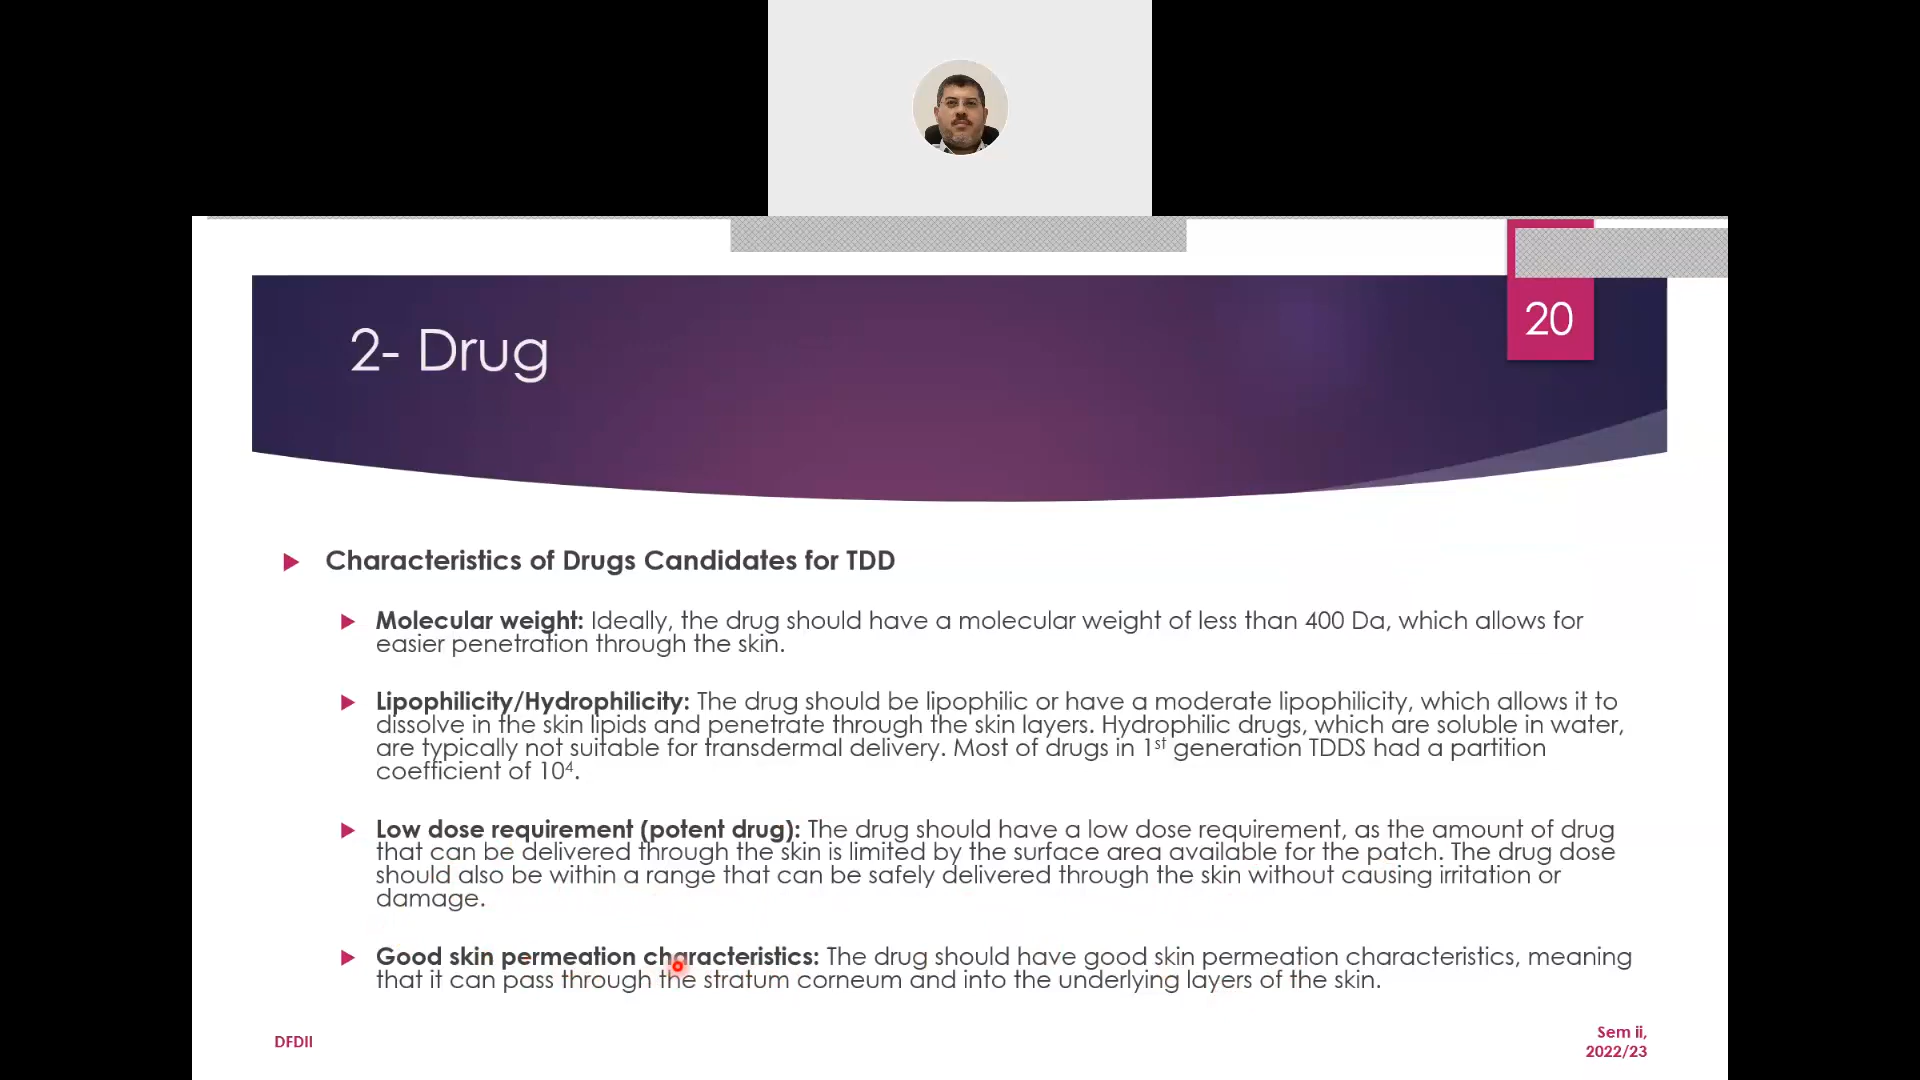 20
2- Drug
Characteristics of Drugs Candidates for TDD
Molecular weight: Ideally, the drug should have a molecular weight of less than 400 Da, which allows for
easier penetration through the skin.
Lipophilicity/Hydrophilicity: The drug should be lipophilic or have a moderate lipophilicity, which allows it to
dissolve in the skin lipids and penetrate through the skin layers. Hydrophilic drugs, which are soluble in water,
are typically not suitable for transdermal delivery. Most of drugs in 1st generation TDDS had a partition
coefficient of 10⁴.
Low dose requirement (potent drug): The drug should have a low dose requirement, as the amount of drug
that can be delivered through the skin is limited by the surface area available for the patch. The drug dose
should also be within a range that can be safely delivered through the skin without causing irritation or
damage.
Good skin permeation characteristics: The drug should have good skin permeation characteristics, meaning
that it can pass through the stratum corneum and into the underlying layers of the skin.
DFDII
Sem ii,
2022/23